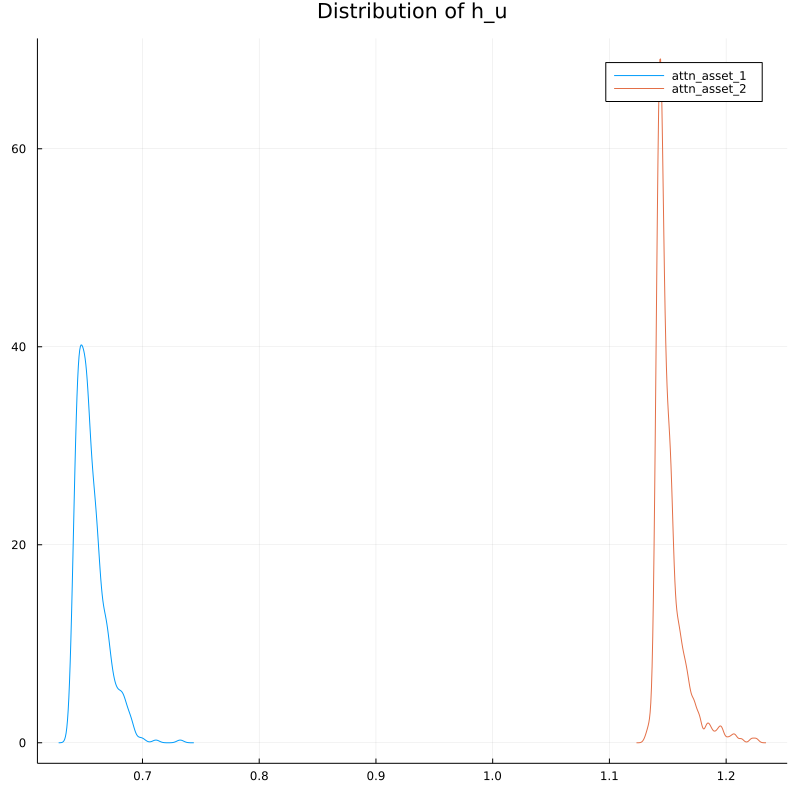 Distribution of h_u
attn_asset_1
attn_asset_2
60
40
20
0
0.7 0.8 0.9 1.0 1.1 1.2